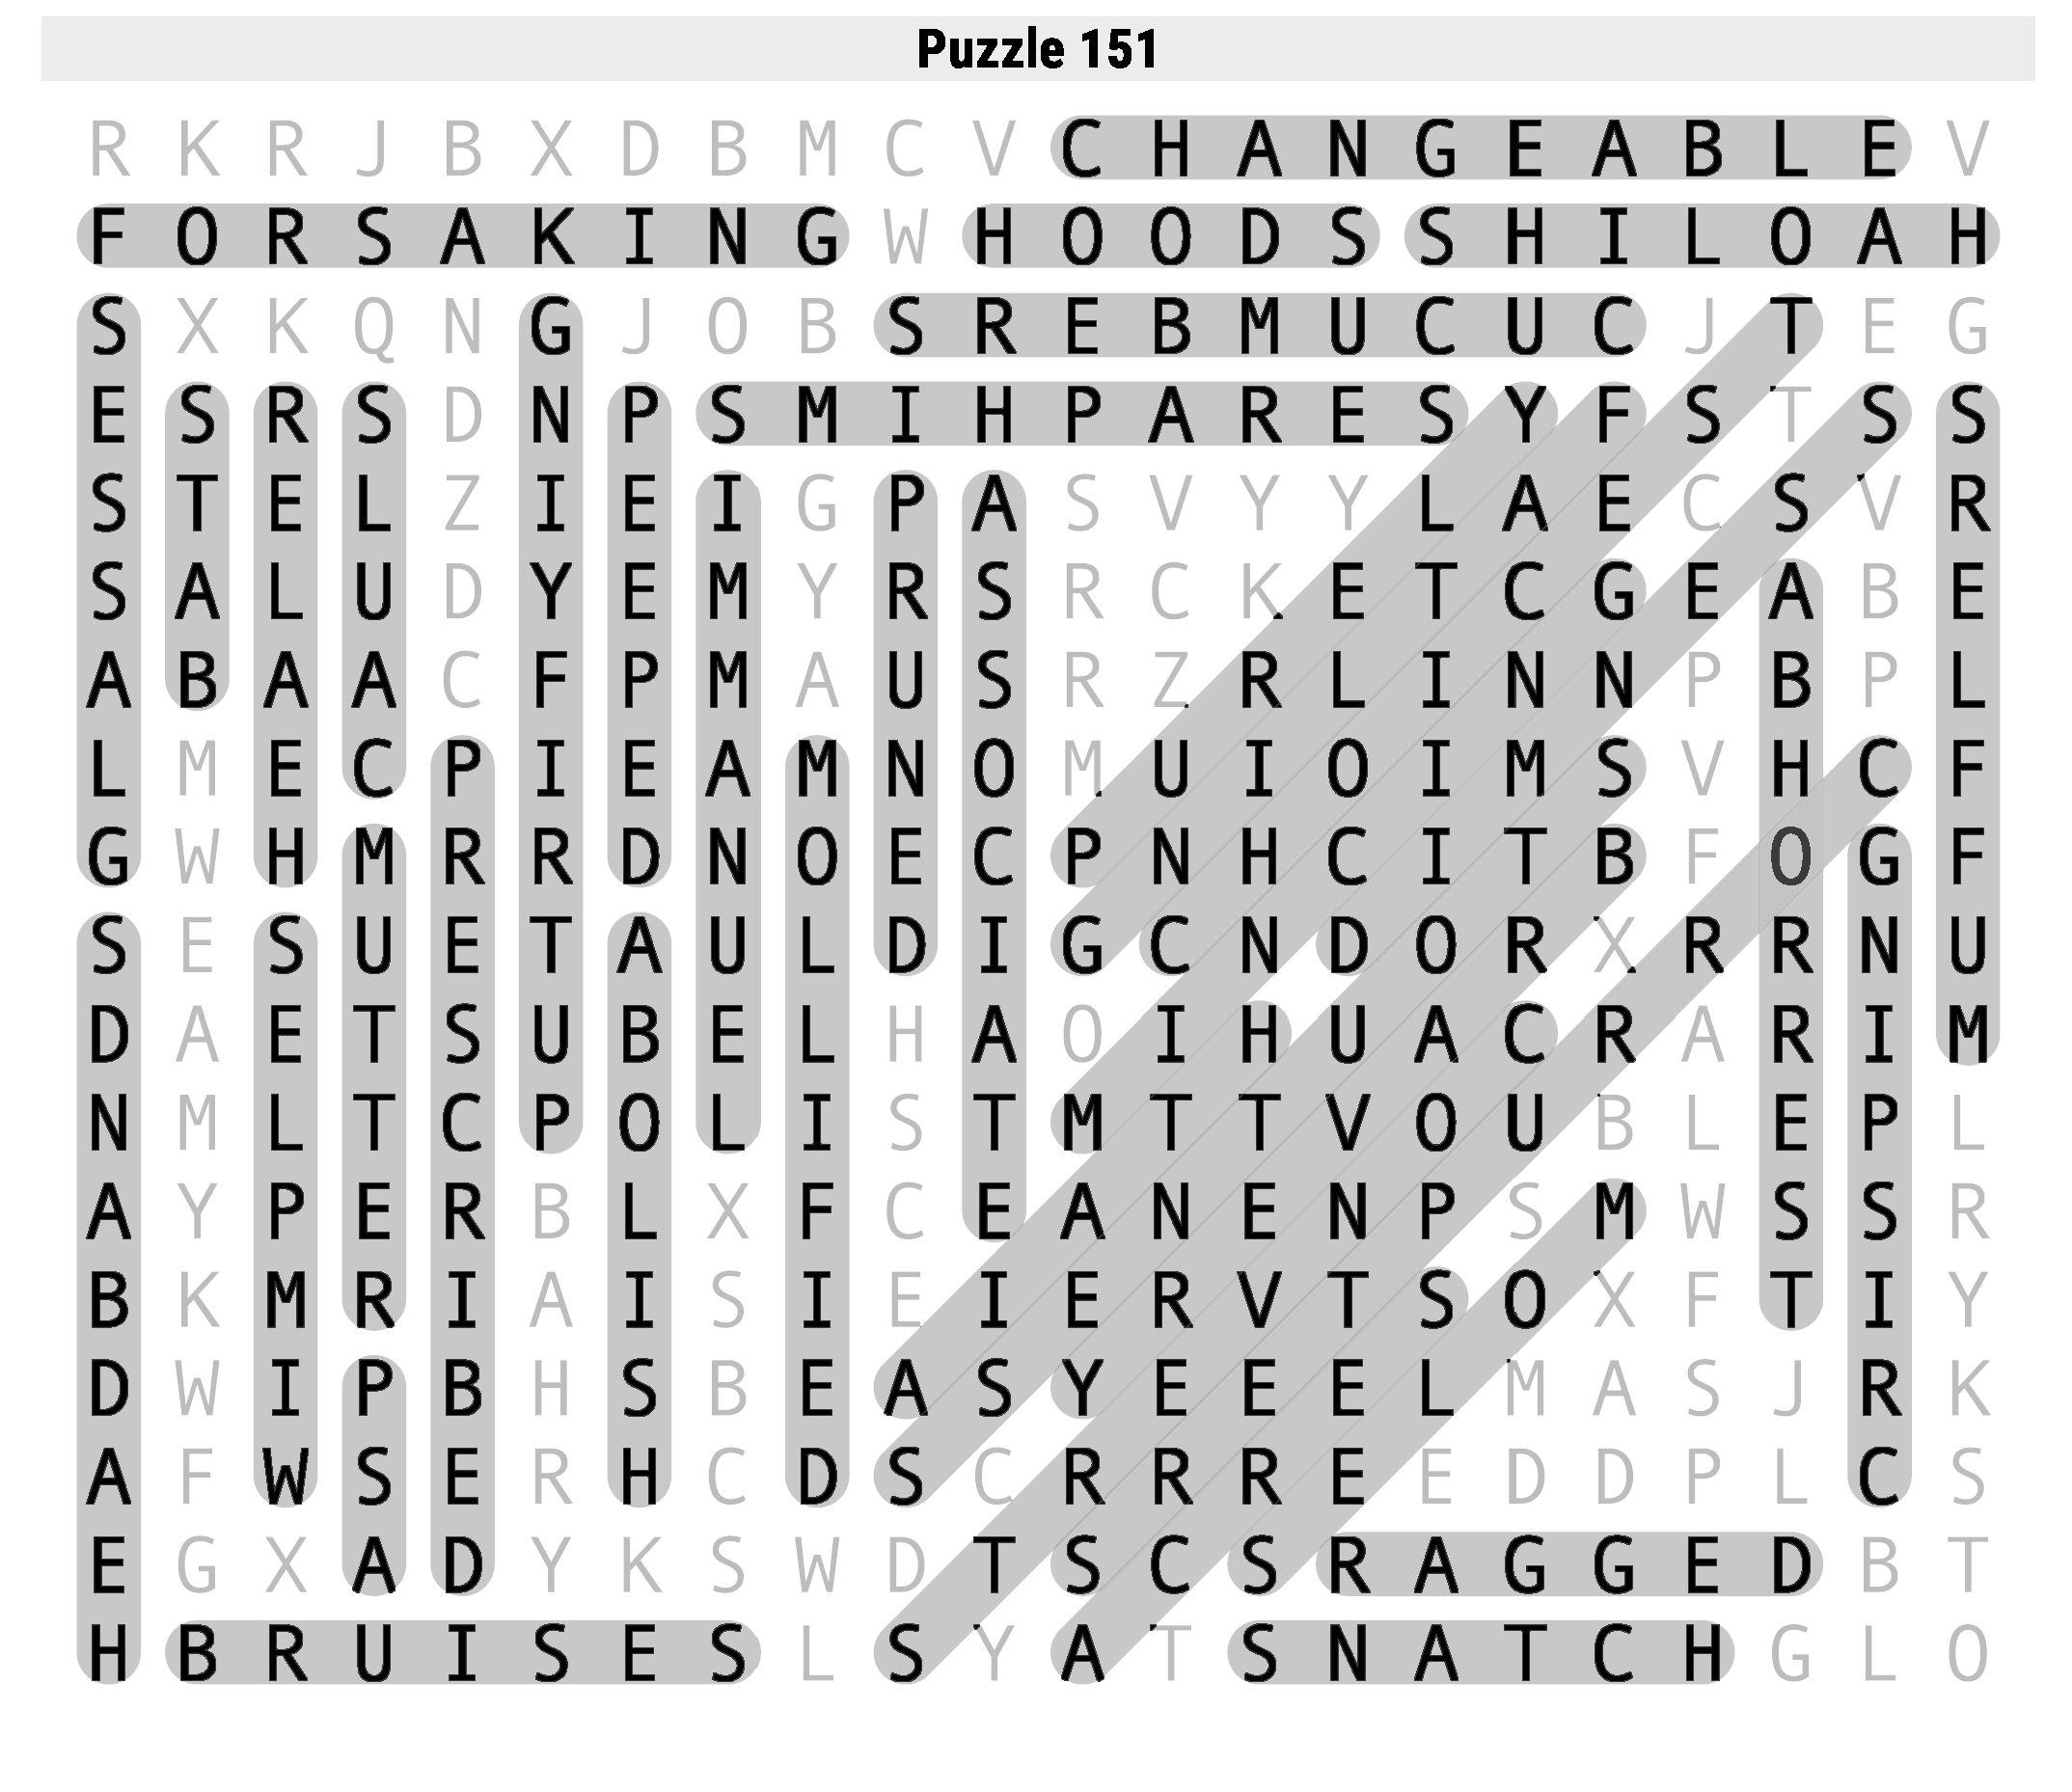 Puzzle 151
R K R J B X D B M C V C H A N G E A B L E V
F O R S A K I N G W H O O D S S H I L O A H
S X K Q N G J O B S R E B M U C U C J T E G
E S R S D N P S M I H P A R E S Y F S T S S
S T E L Z I E I G P A S V Y Y L A E C S V R
S A L U D Y E M Y R S R C K E T C G E A B E
A B A A C F P M A U S R Z R L I N N P B P L
L M E C P I E A M N O M U I O I M S V H C F
G W H M R R D N O E C P N H C I T B F O G F
S E S U E T A U L D I G C N D O R X R R N U
D A E T S U B E L H A O I H U A C R A R I M
N M L T C P O L I S T M T T V O U B L E P L
A Y P E R B L X F C E A N E N P S M W S S R
B K M R I A I S I E I E R V T S O X F T I Y
D W I P B H S B E A S Y E E E L M A S J R K
A F W S E R H C D S C R R R E E D D P L C S
E G X A D Y K S W D T S C S R A G G E D B T
H B R U I S E S L S Y A T S N A T C H G L O